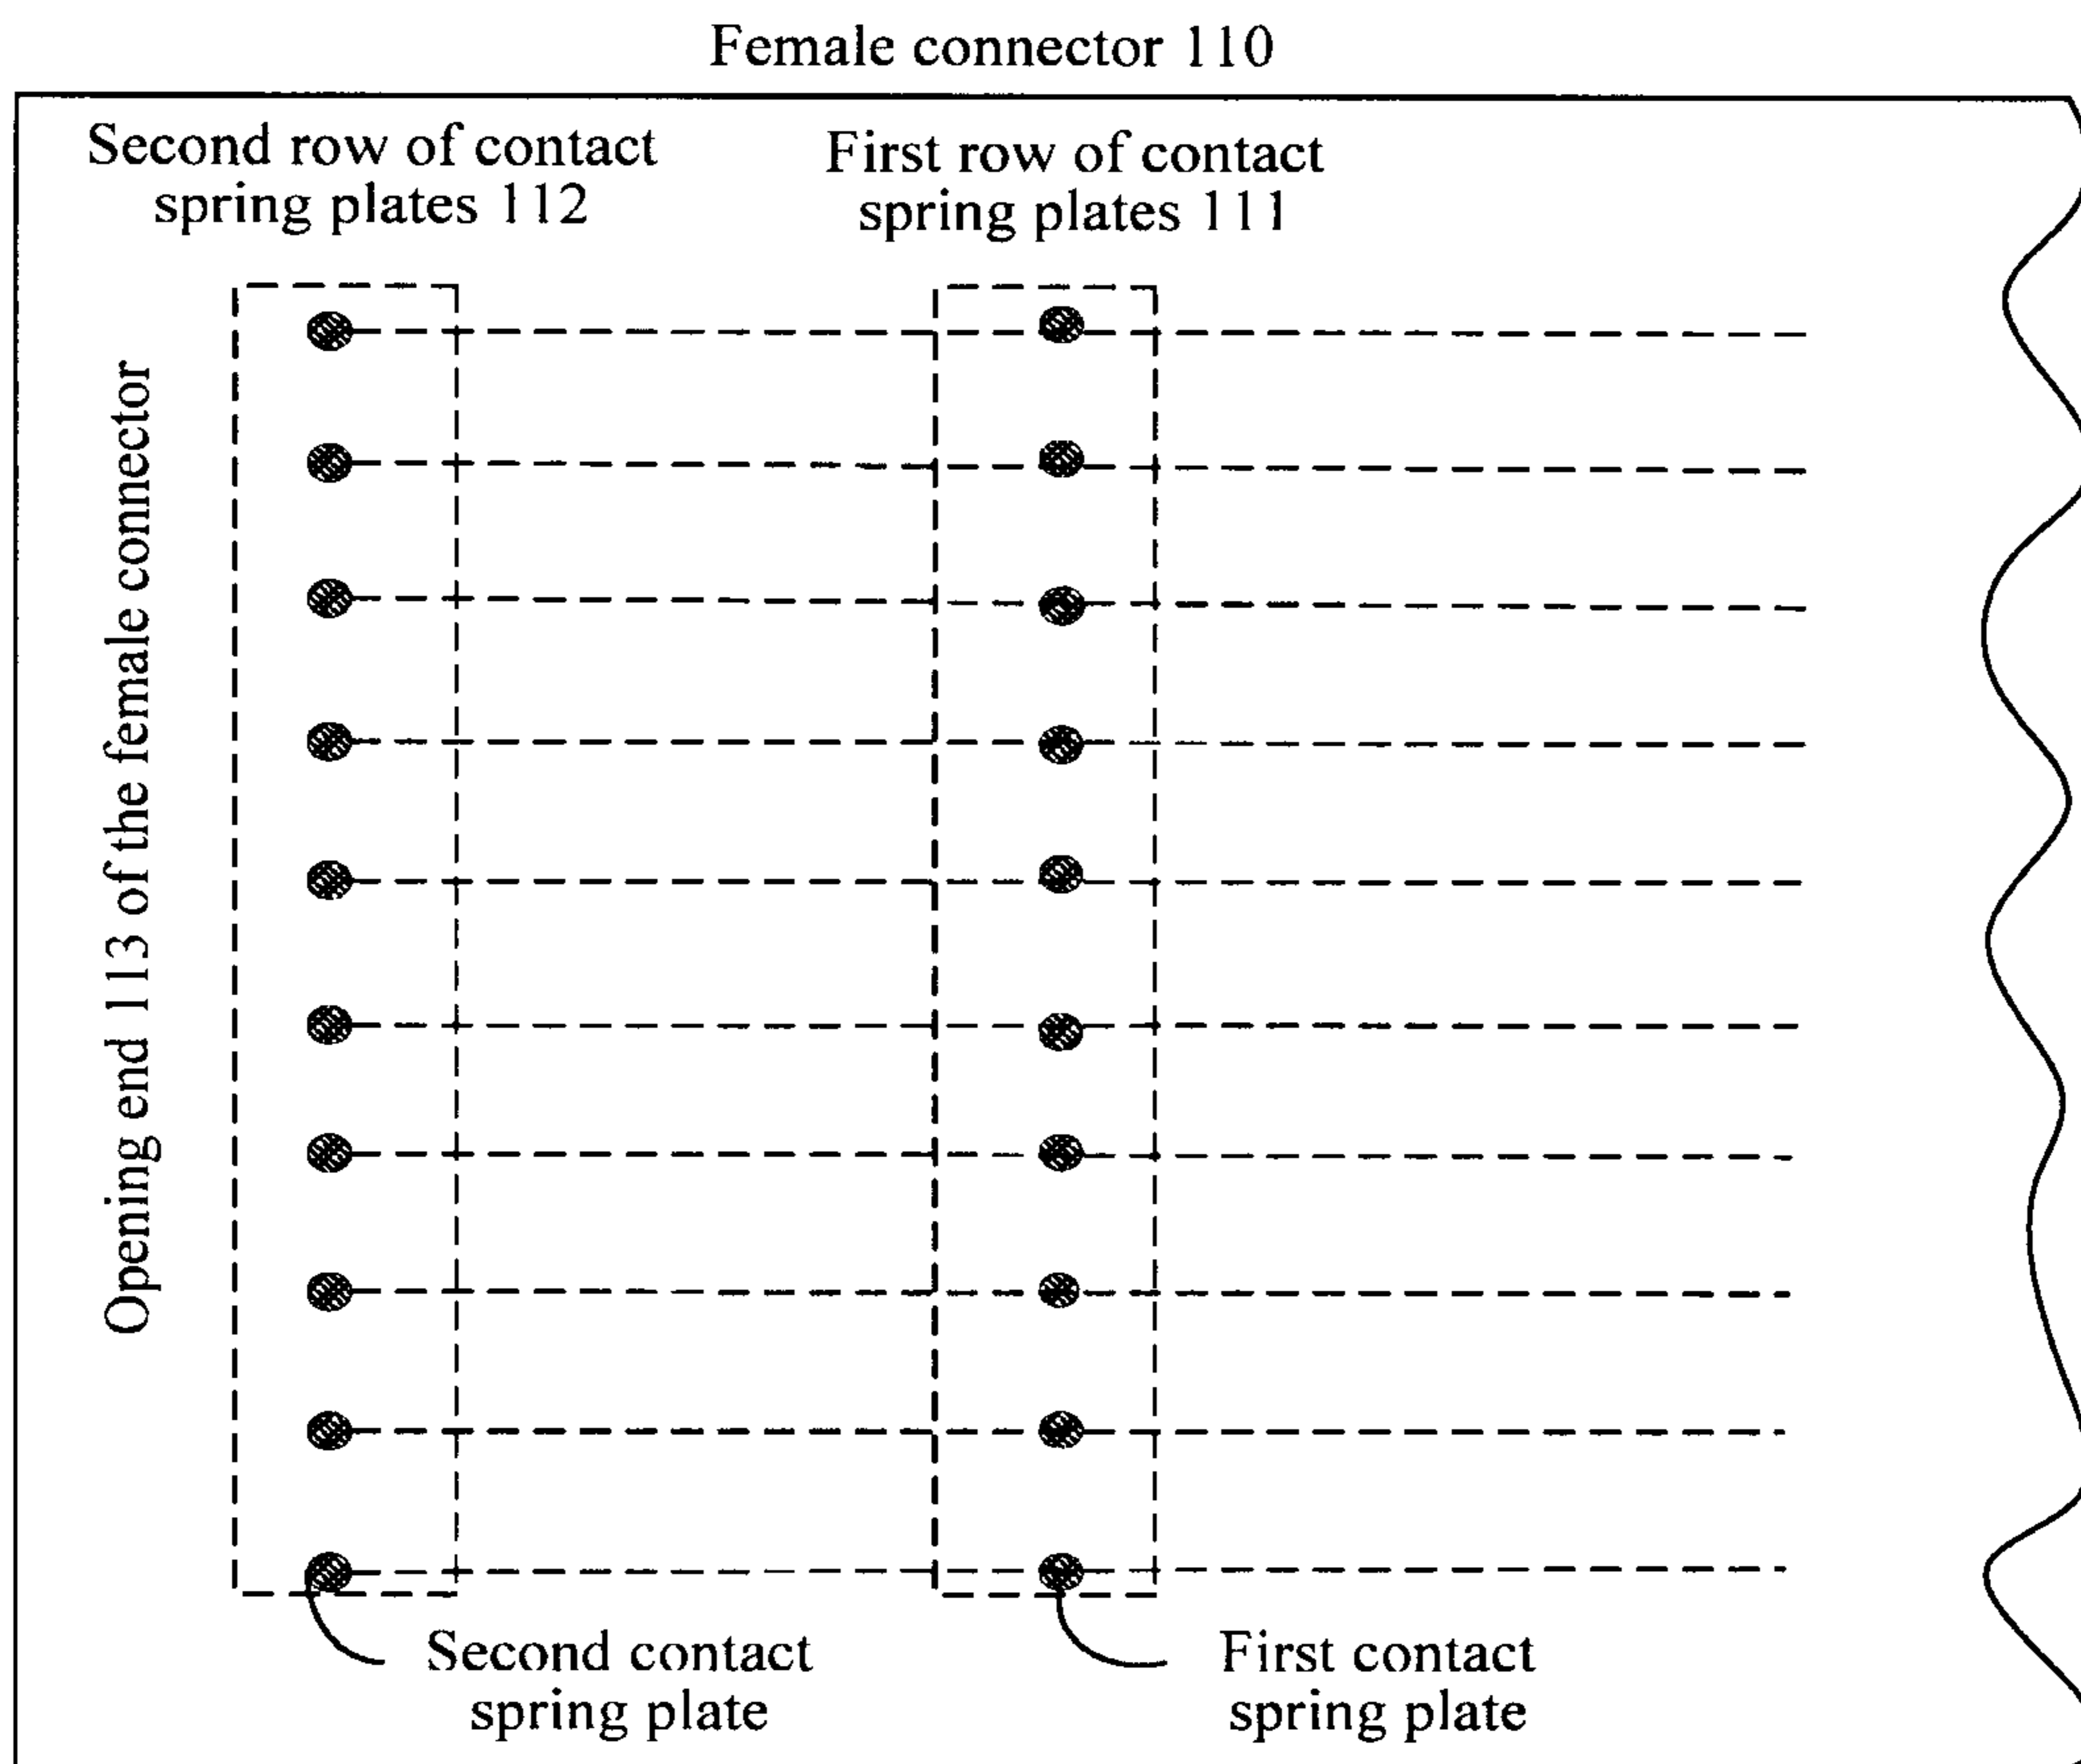 Female connector 110
Second row of contact
spring plates 112
First row of contact
spring plates 111
Opening end 113 of the female connector
Second contact
spring plate
First contact
spring plate